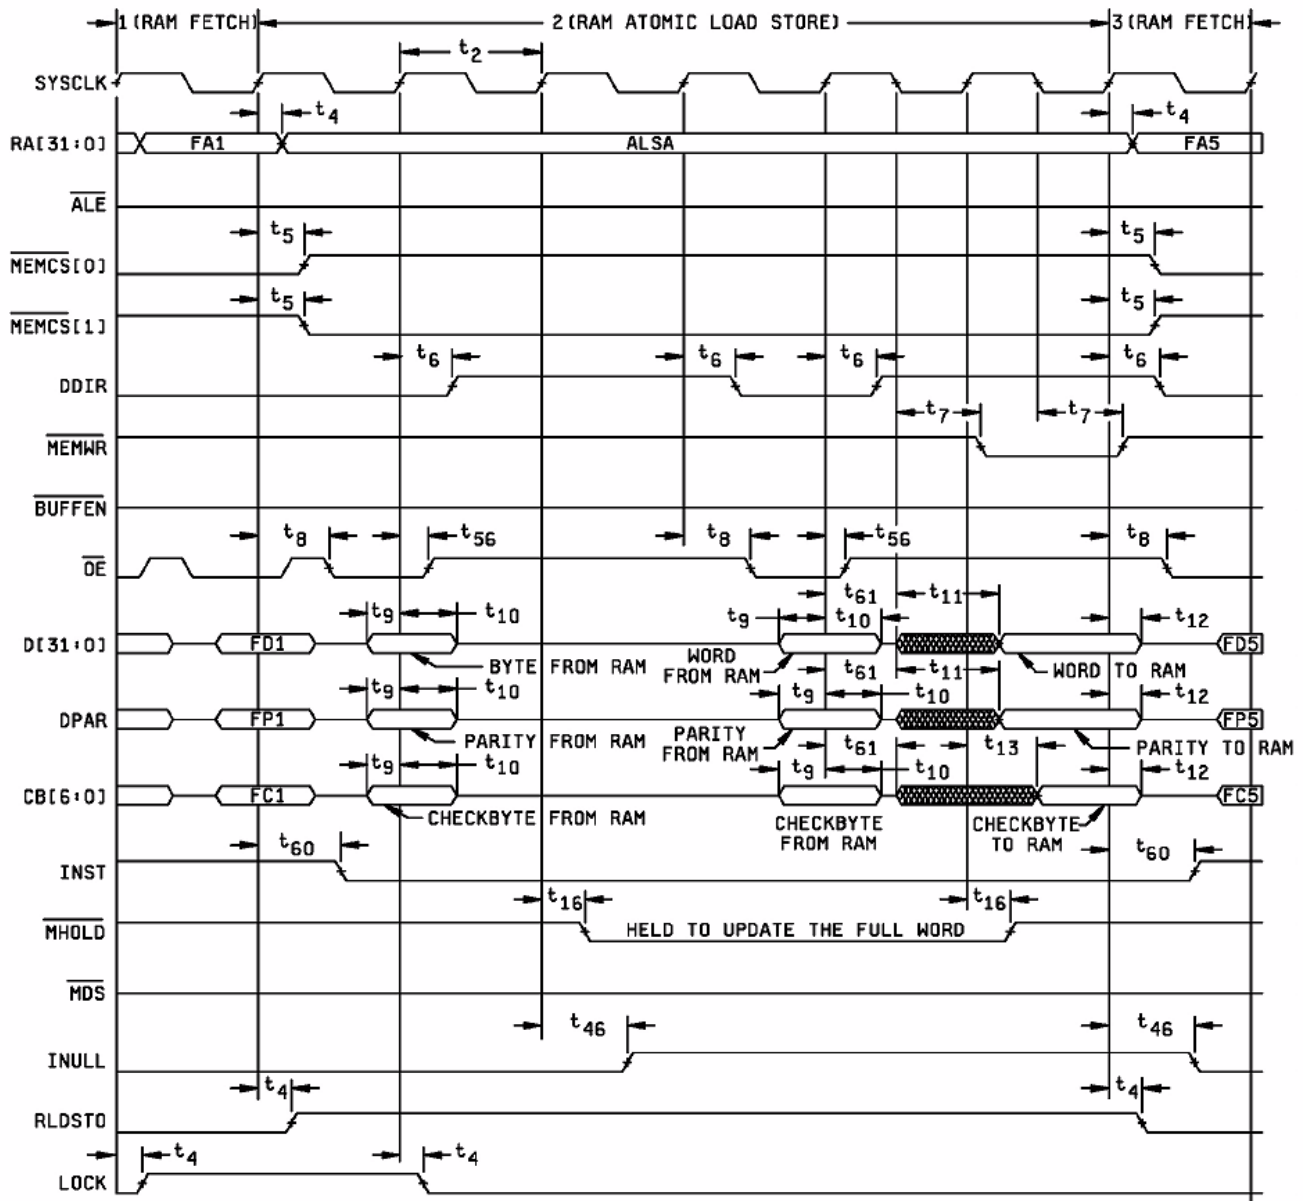 1(RAM FETCH) 2(RAM ATOMIC LOAD STORE) 3(RAM FETCH)
t2
SYSCLK
t4 t4
RA[31:0] FA1 ALSA FA5
ALE
t5 t5
MEMCS[0]
t5 t5
MEMCS[1]
t6 t6 t6 t6
DDIR
t7 t7
MEMWR
BUFFEN
t8 t56 t8 t56 t8
OE
t61 t11
t9 t10 t9 t10 t12
D[31:0] FD1 FD5
BYTE FROM RAM WORD FROM RAM WORD TO RAM
t61 t11
t9 t10 t9 t10 t12
DPAR FP1 FP5
PARITY FROM RAM PARITY FROM RAM PARITY TO RAM
t61 t13
t9 t10 t9 t10 t12
CB[6:0] FC1 FC5
CHECKBYTE FROM RAM CHECKBYTE FROM RAM CHECKBYTE TO RAM
t60 t60
INST
t16 t16
MHOLD HELD TO UPDATE THE FULL WORD
MDS
t46 t46
INULL
t4 t4
RLDSTO
t4 t4
LOCK